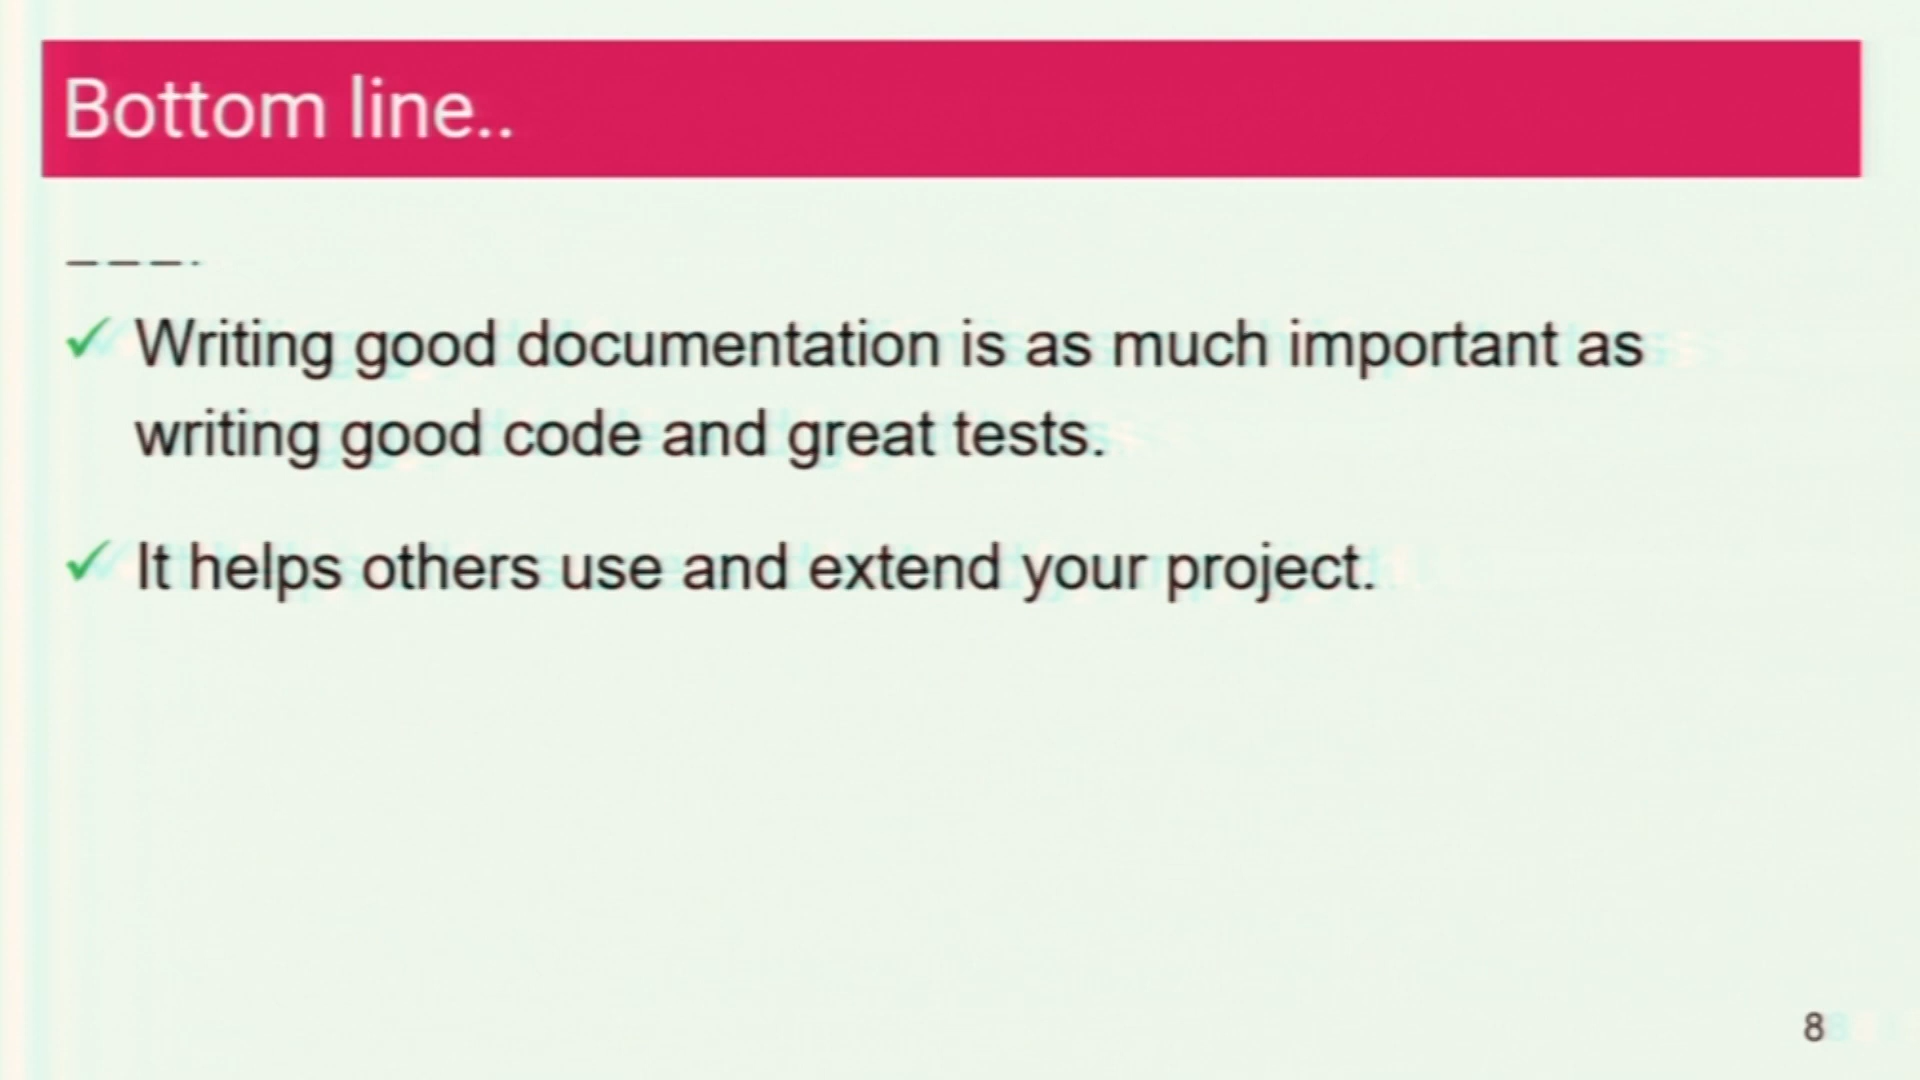 Bottom line..
✓ Writing good documentation is as much important as
writing good code and great tests.
✓ It helps others use and extend your project.
8